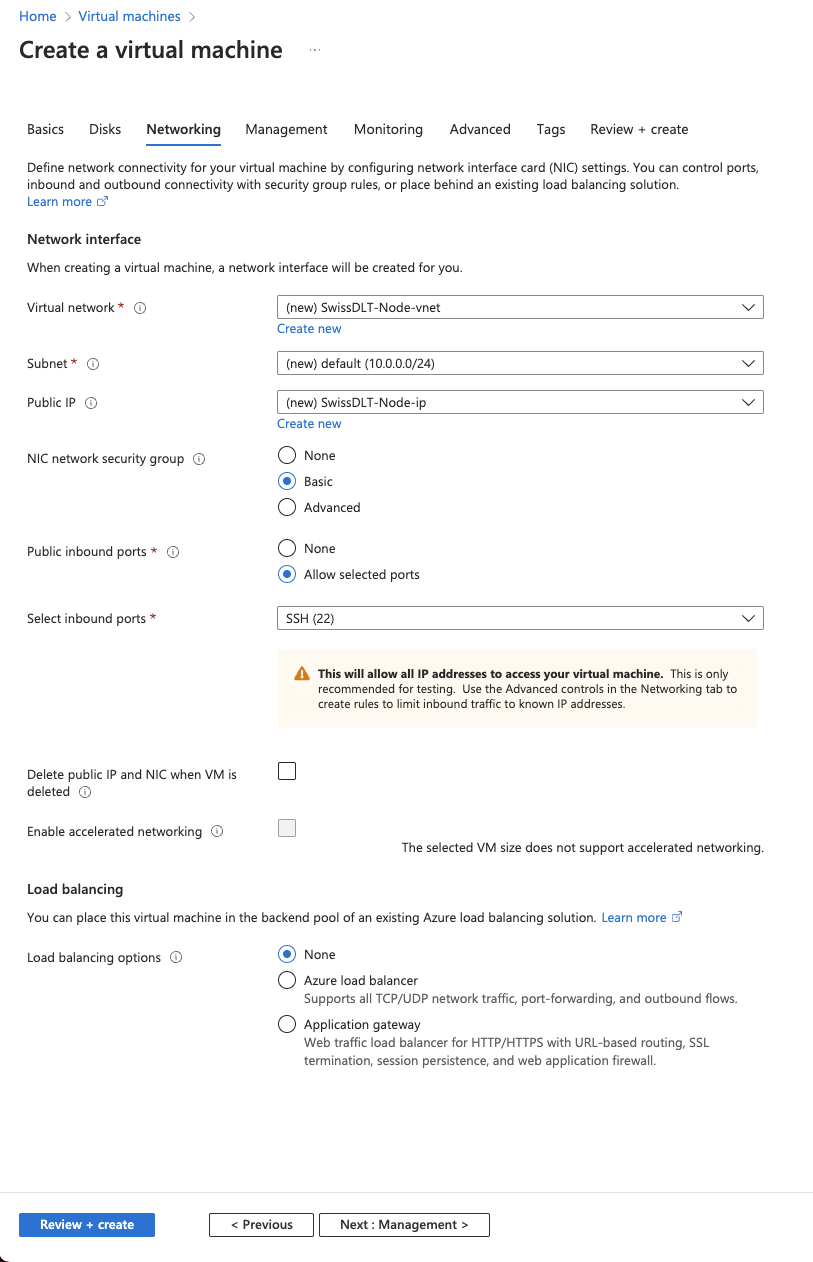 Home > Virtual machines >
Create a virtual machine ...
Basics Disks Networking Management Monitoring Advanced Tags Review + create
Define network connectivity for your virtual machine by configuring network interface card (NIC) settings. You can control ports,
inbound and outbound connectivity with security group rules, or place behind an existing load balancing solution.
Learn more
Network interface
When creating a virtual machine, a network interface will be created for you.
Virtual network * (new) SwissDLT-Node-vnet
Create new
Subnet * (new) default (10.0.0.0/24)
Public IP (new) SwissDLT-Node-ip
Create new
NIC network security group
None
Basic
Advanced
Public inbound ports *
None
Allow selected ports
Select inbound ports * SSH (22)
This will allow all IP addresses to access your virtual machine. This is only
recommended for testing. Use the Advanced controls in the Networking tab to
create rules to limit inbound traffic to known IP addresses.
Delete public IP and NIC when VM is
deleted
Enable accelerated networking
The selected VM size does not support accelerated networking.
Load balancing
You can place this virtual machine in the backend pool of an existing Azure load balancing solution. Learn more
Load balancing options
None
Azure load balancer
Supports all TCP/UDP network traffic, port-forwarding, and outbound flows.
Application gateway
Web traffic load balancer for HTTP/HTTPS with URL-based routing, SSL
termination, session persistence, and web application firewall.
Review + create < Previous Next : Management >